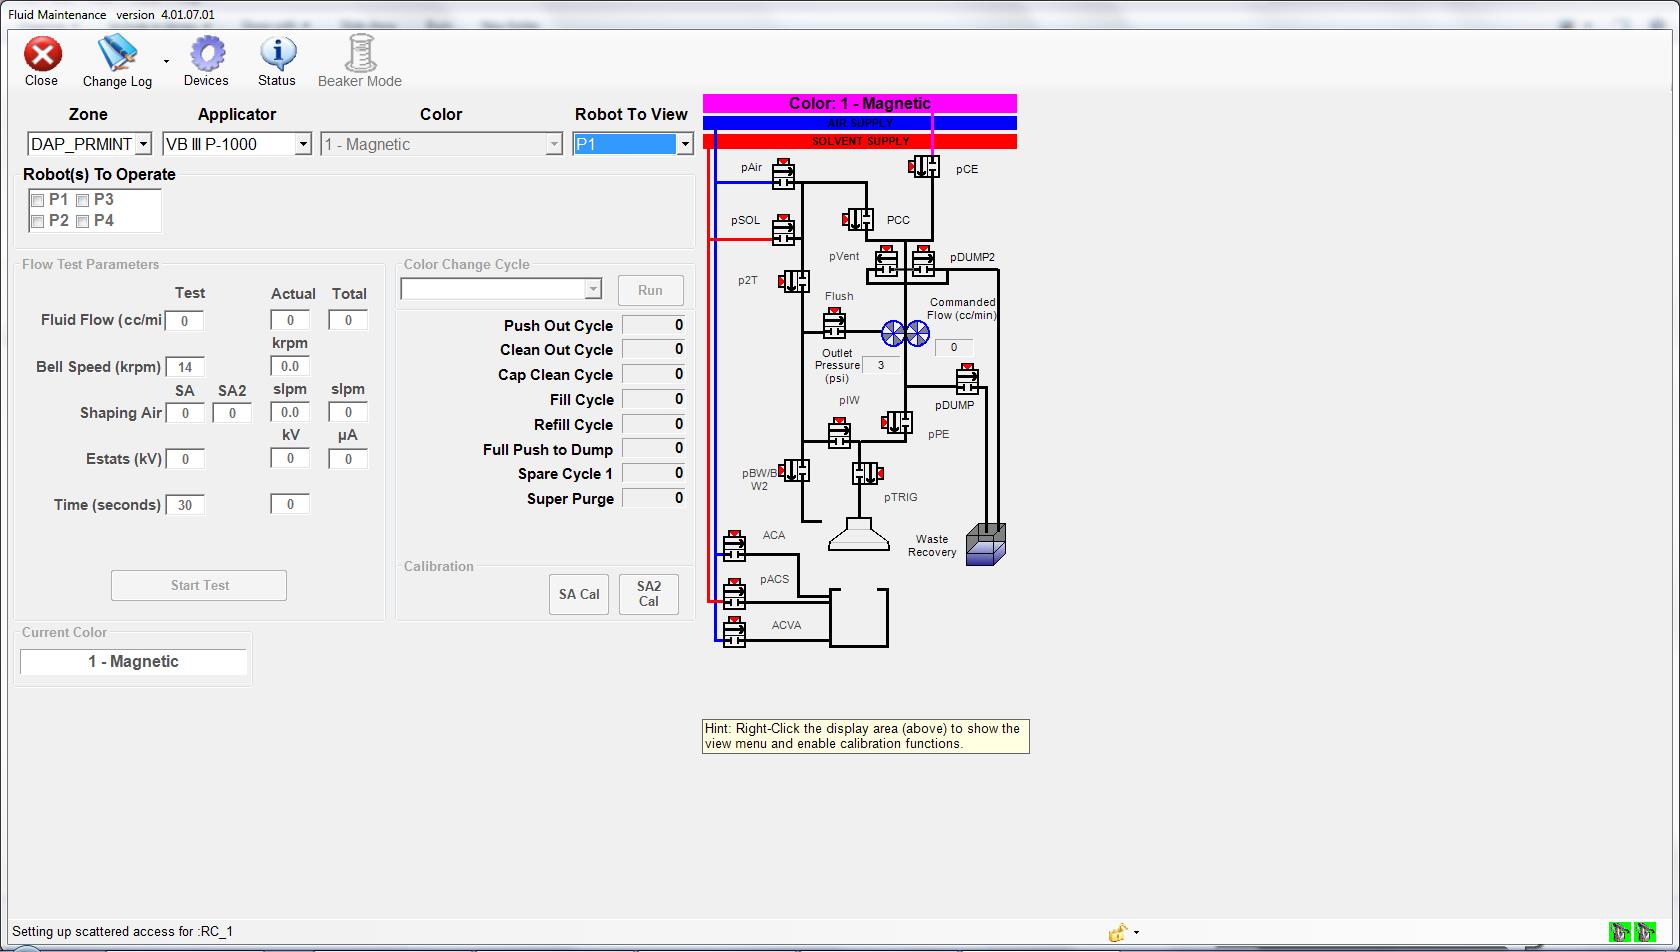 Fluid Maintenance   version  4.01.07.01
Close
Change Log
Devices
Status
Beaker Mode
Zone
Applicator
Color
Robot To View
DAP_PRMINT
VB III P-1000
1 - Magnetic
P1
Robot(s) To Operate
P1
P3
P2
P4
Flow Test Parameters
Test
Actual
Total
Fluid Flow (cc/mi
0
0
0
krpm
Bell Speed (krpm)
14
0.0
SA
SA2
slpm
slpm
Shaping Air
0
0
0.0
0
kV
µA
Estats (kV)
0
0
0
Time (seconds)
30
0
Start Test
Current Color
1 - Magnetic
Color Change Cycle
Run
Push Out Cycle
0
Clean Out Cycle
0
Cap Clean Cycle
0
Fill Cycle
0
Refill Cycle
0
Full Push to Dump
0
Spare Cycle 1
0
Super Purge
0
Calibration
SA Cal
SA2
Cal
Color: 1 - Magnetic
AIR SUPPLY
SOLVENT SUPPLY
pAir
pCE
pSOL
PCC
pVent
pDUMP2
p2T
Flush
Commanded
Flow (cc/min)
0
Outlet
Pressure
(psi)
3
pIW
pDUMP
pPE
pBW/B
W2
pTRIG
ACA
Waste
Recovery
pACS
ACVA
Hint: Right-Click the display area (above) to show the
view menu and enable calibration functions.
Setting up scattered access for :RC_1